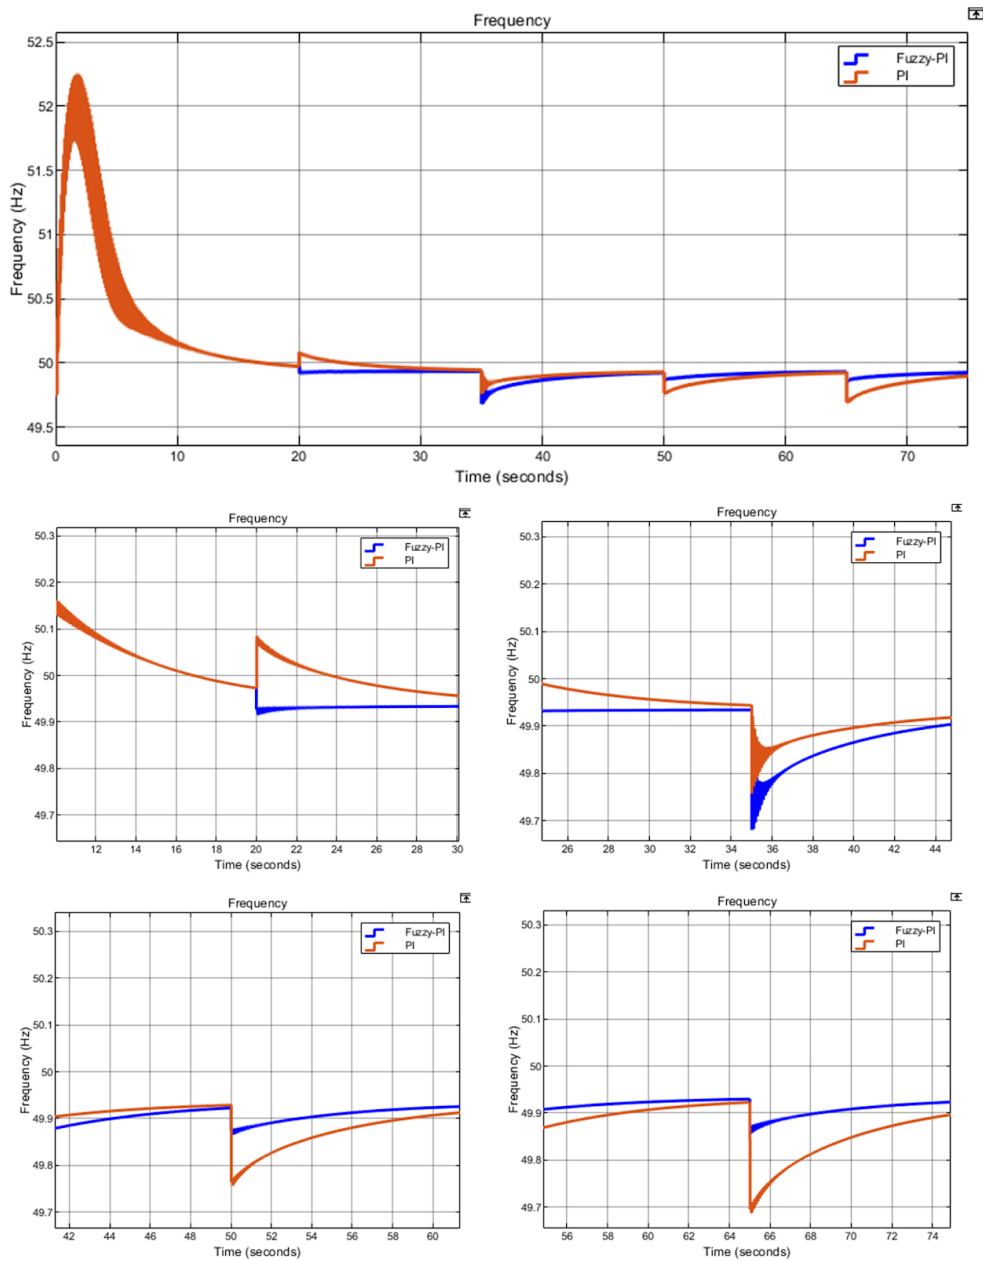 Frequency
Fuzzy-PI
PI
Frequency (Hz)
52.5
52
51.5
51
50.5
50
49.5
0 10 20 30 40 50 60 70
Time (seconds)
Frequency
Fuzzy-PI
PI
Frequency (Hz)
50.3
50.2
50.1
50
49.9
49.8
49.7
12 14 16 18 20 22 24 26 28 30
Time (seconds)
Frequency
Fuzzy-PI
PI
Frequency (Hz)
50.3
50.2
50.1
50
49.9
49.8
49.7
26 28 30 32 34 36 38 40 42 44
Time (seconds)
Frequency
Fuzzy-PI
PI
Frequency (Hz)
50.3
50.2
50.1
50
49.9
49.8
49.7
42 44 46 48 50 52 54 56 58 60
Time (seconds)
Frequency
Fuzzy-PI
PI
Frequency (Hz)
50.3
50.2
50.1
50
49.9
49.8
49.7
56 58 60 62 64 66 68 70 72 74
Time (seconds)